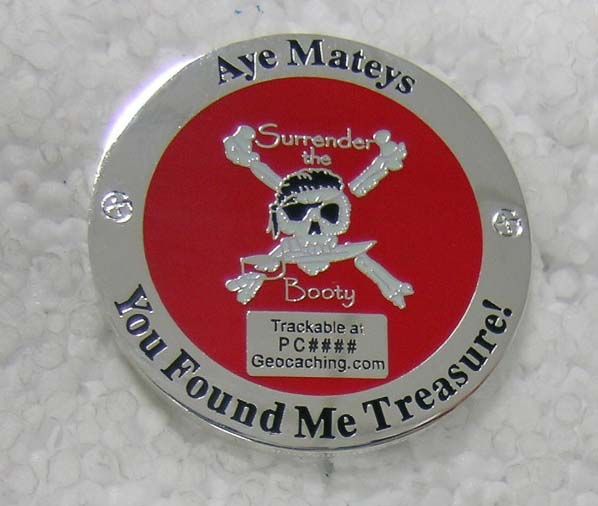 Aye Mateys
Surrender
the
Booty
Trackable at
PC####
Geocaching.com
You Found Me Treasure!